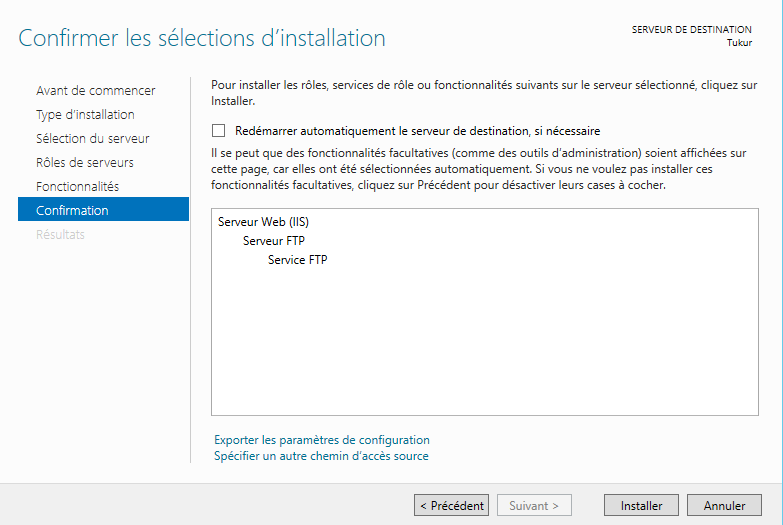 Confirmer les sélections d’installation
SERVEUR DE DESTINATION
Tukur
Avant de commencer
Type d’installation
Sélection du serveur
Rôles de serveurs
Fonctionnalités
Confirmation
Résultats
Pour installer les rôles, services de rôle ou fonctionnalités suivants sur le serveur sélectionné, cliquez sur
Installer.
Redémarrer automatiquement le serveur de destination, si nécessaire
Il se peut que des fonctionnalités facultatives (comme des outils d’administration) soient affichées sur
cette page, car elles ont été sélectionnées automatiquement. Si vous ne voulez pas installer ces
fonctionnalités facultatives, cliquez sur Précédent pour désactiver leurs cases à cocher.
Serveur Web (IIS)
Serveur FTP
Service FTP
Exporter les paramètres de configuration
Spécifier un autre chemin d’accès source
< Précédent
Suivant >
Installer
Annuler